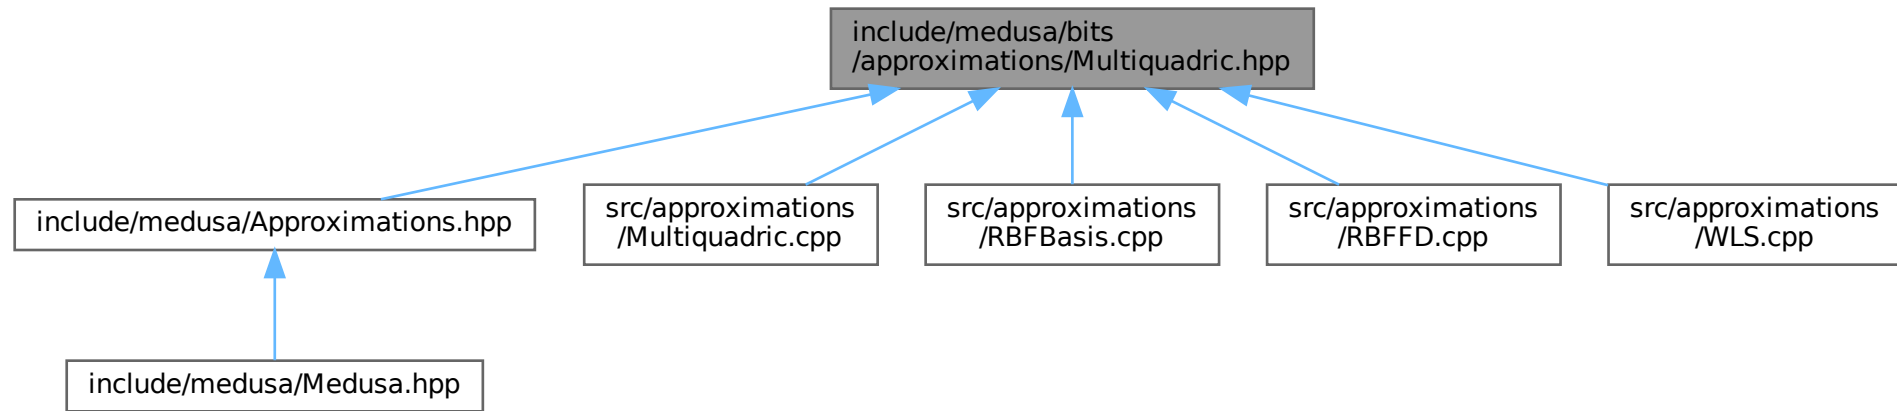 include/medusa/bits
/approximations/Multiquadric.hpp
include/medusa/Approximations.hpp
src/approximations
/Multiquadric.cpp
src/approximations
/RBFBasis.cpp
src/approximations
/RBFFD.cpp
src/approximations
/WLS.cpp
include/medusa/Medusa.hpp